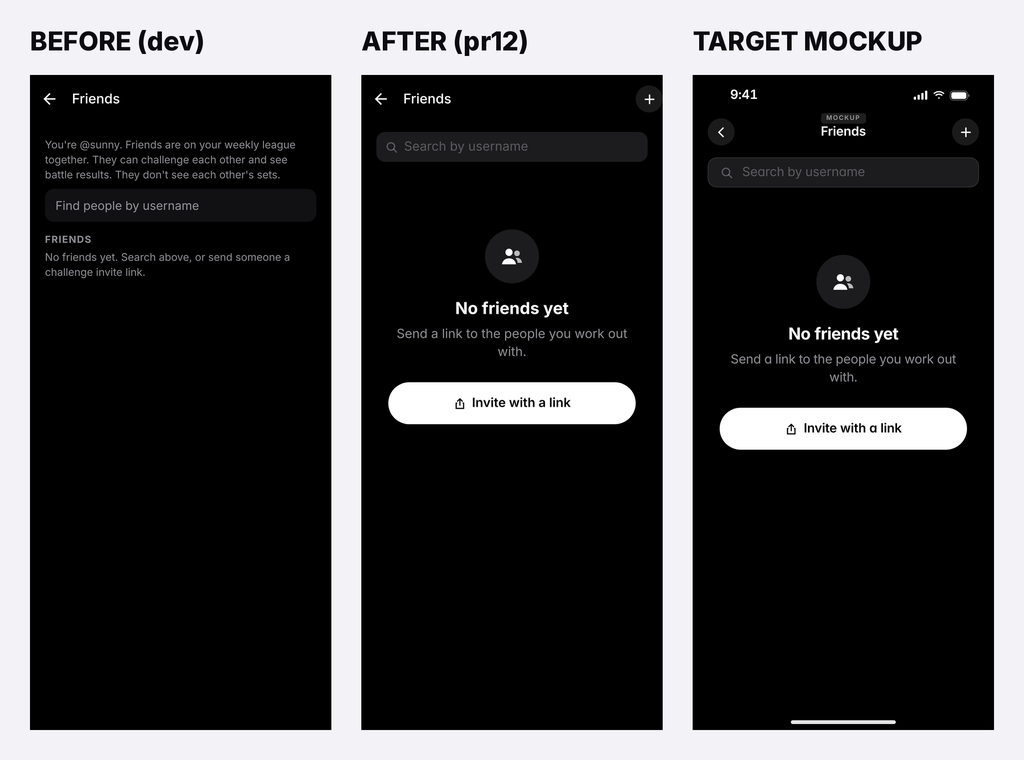 BEFORE (dev)
Friends
You're @sunny. Friends are on your weekly league
together. They can challenge each other and see
battle results. They don't see each other's sets.
Find people by username
FRIENDS
No friends yet. Search above, or send someone a
challenge invite link.
AFTER (pr12)
Friends
Search by username
No friends yet
Send a link to the people you work out
with.
Invite with a link
TARGET MOCKUP
9:41
MOCKUP
Friends
Search by username
No friends yet
Send a link to the people you work out
with.
Invite with a link